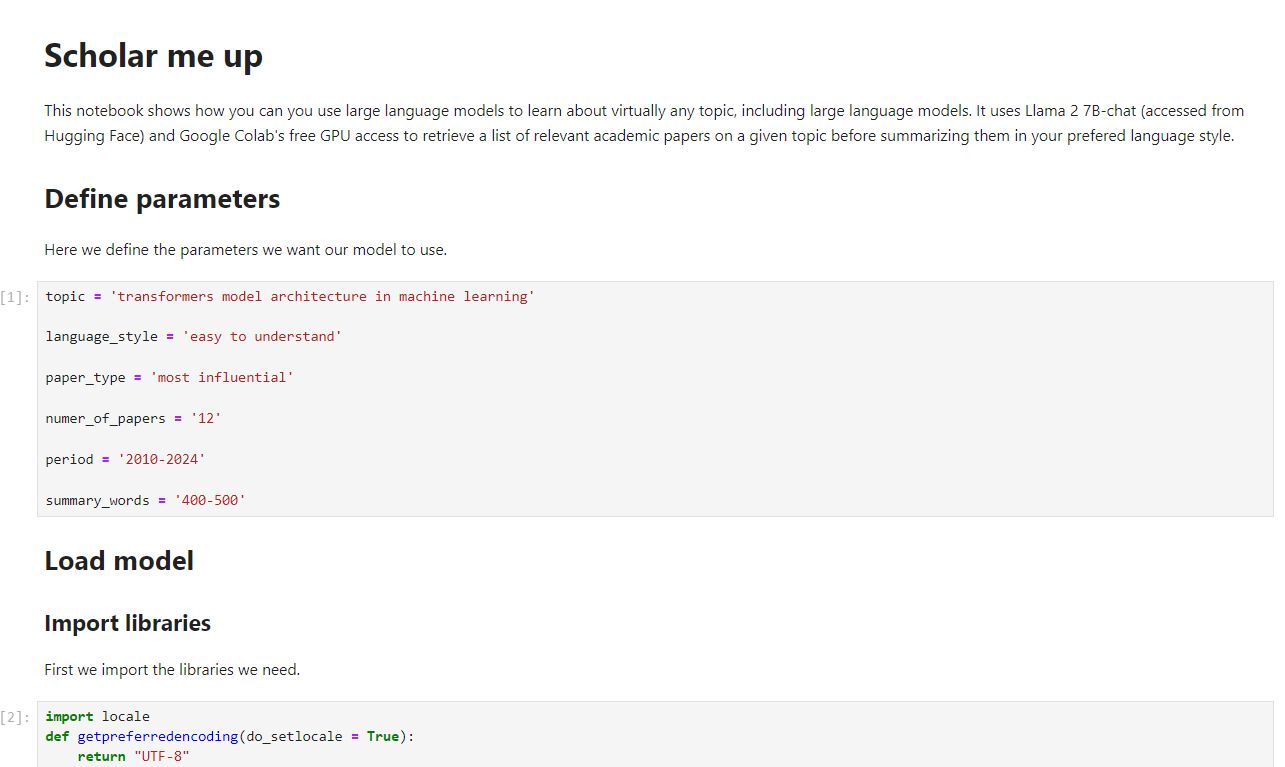 Scholar me up
This notebook shows how you can you use large language models to learn about virtually any topic, including large language models. It uses Llama 2 7B-chat (accessed from
Hugging Face) and Google Colab's free GPU access to retrieve a list of relevant academic papers on a given topic before summarizing them in your prefered language style.
Define parameters
Here we define the parameters we want our model to use.
[1]:
topic = 'transformers model architecture in machine learning'
language_style = 'easy to understand'
paper_type = 'most influential'
numer_of_papers = '12'
period = '2010-2024'
summary_words = '400-500'
Load model
Import libraries
First we import the libraries we need.
[2]:
import locale
def getpreferredencoding(do_setlocale = True):
    return "UTF-8"